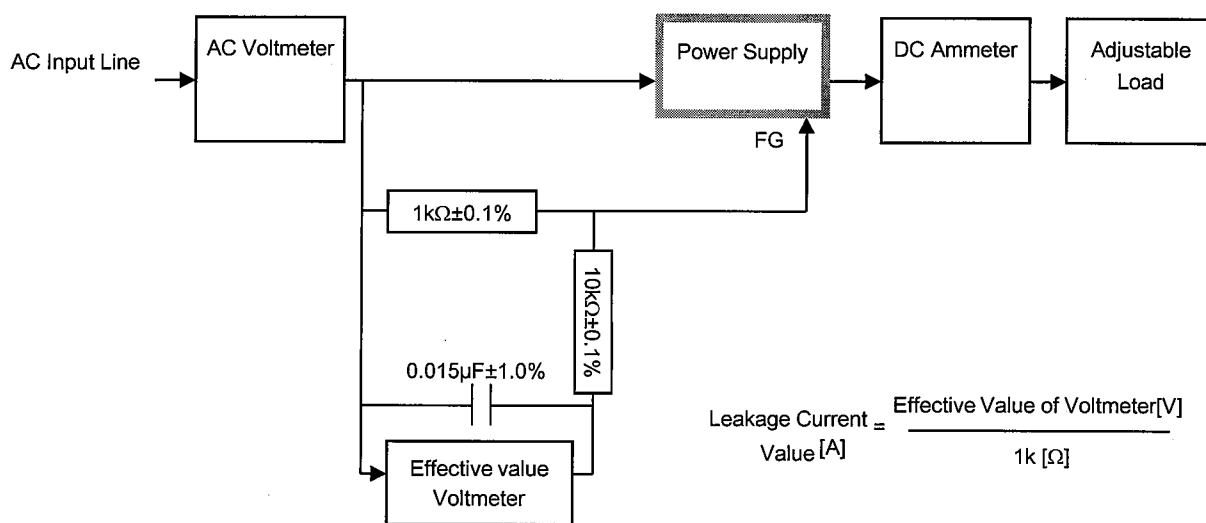 AC Input Line
AC Voltmeter
Power Supply
DC Ammeter
Adjustable
Load
FG
1kΩ±0.1%
10kΩ±0.1%
0.015µF±1.0%
Effective value
Voltmeter
Leakage Current
Value [A]
=
Effective Value of Voltmeter[V]
1k [Ω]